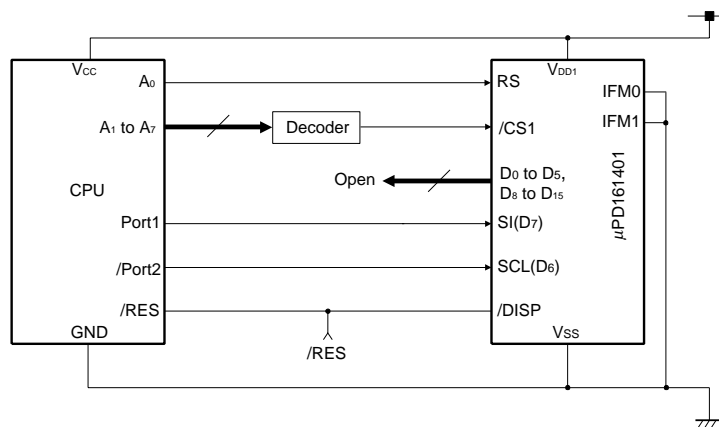 VCC
VDD1
A0
RS
IFM0
A1 to A7
Decoder
/CS1
IFM1
Open
D0 to D5,
D8 to D15
CPU
µPD161401
Port1
SI(D7)
/Port2
SCL(D6)
/RES
/DISP
GND
/RES
VSS